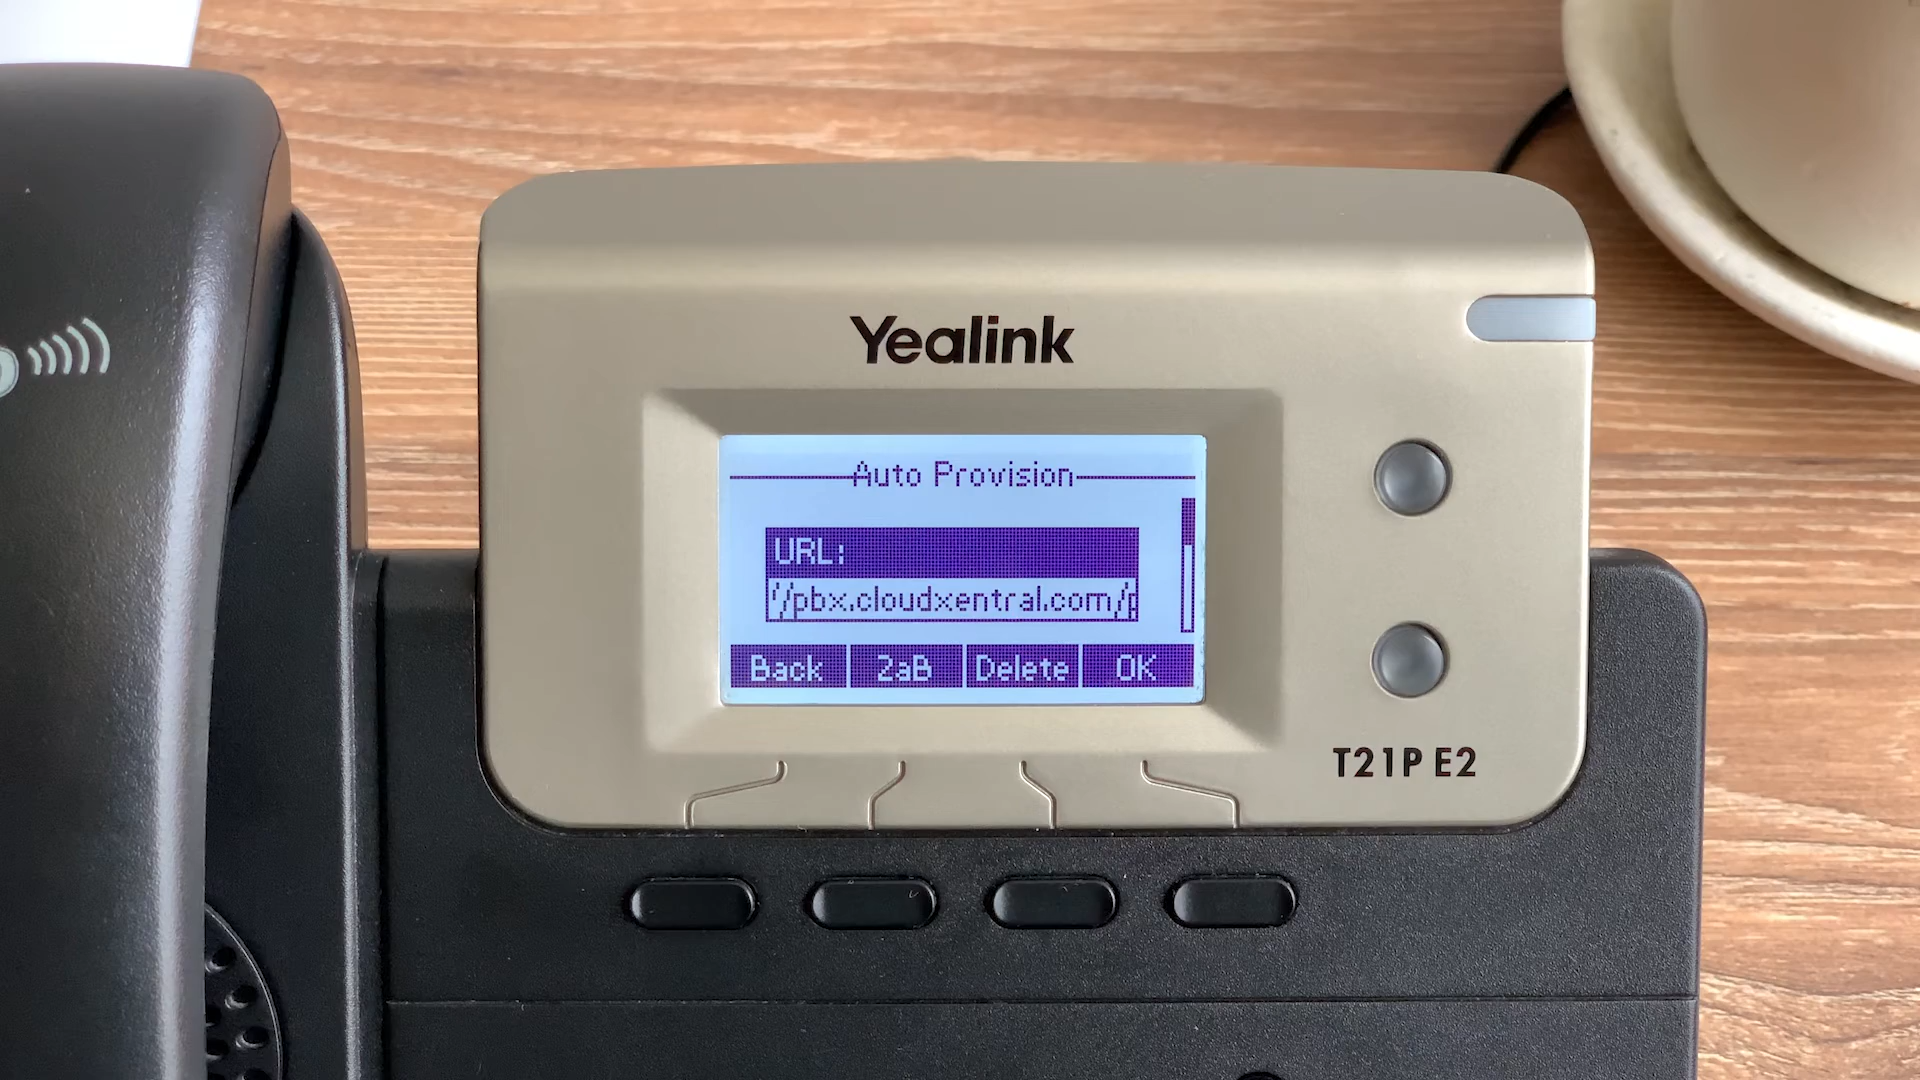 Yealink
Auto Provision
URL:
//pbx.cloudxentral.com/p
Back 2aB Delete OK
T21P E2